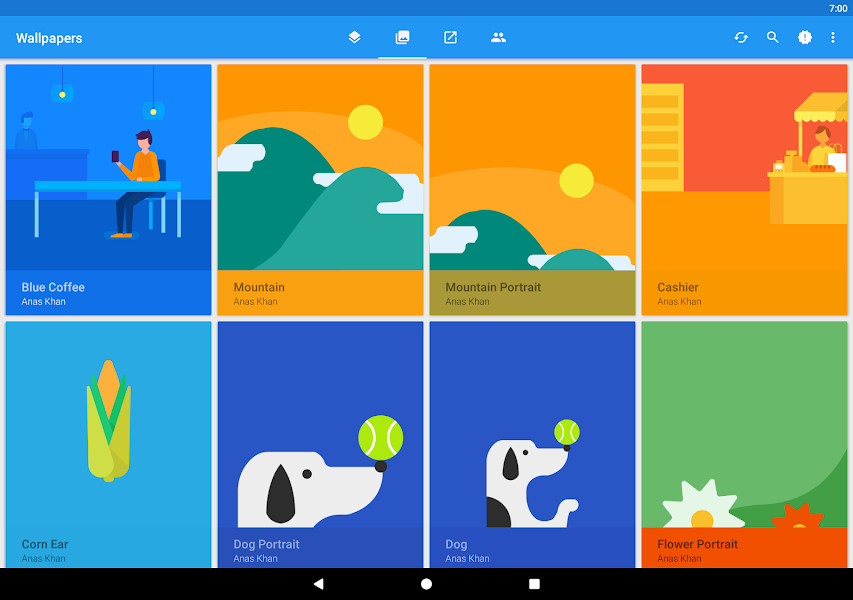 7:00
Wallpapers
Blue Coffee
Anas Khan
Mountain
Anas Khan
Mountain Portrait
Anas Khan
Cashier
Anas Khan
Corn Ear
Anas Khan
Dog Portrait
Anas Khan
Dog
Anas Khan
Flower Portrait
Anas Khan